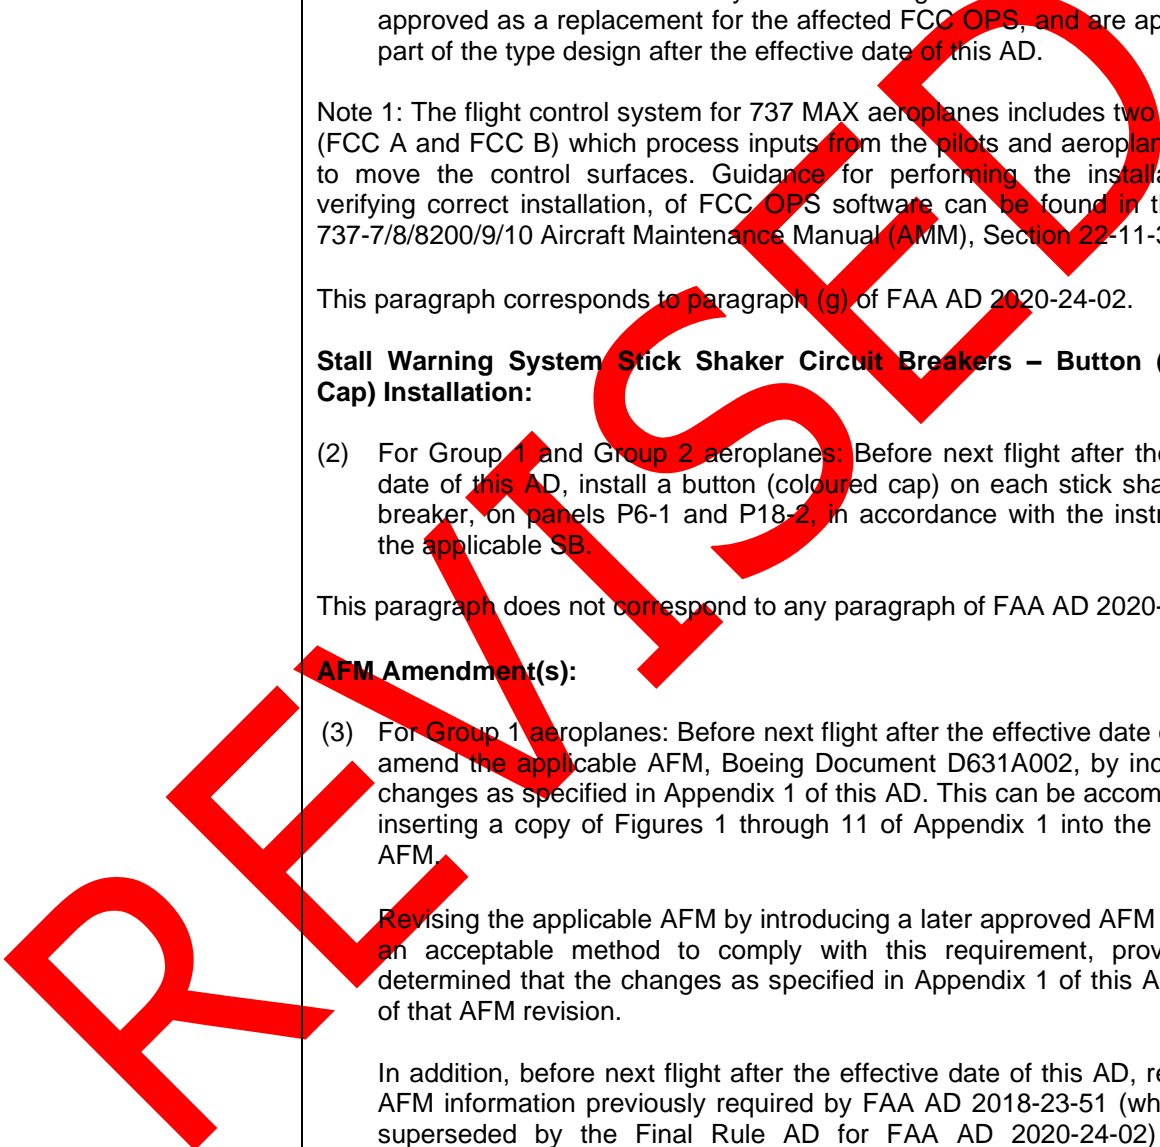 approved as a replacement for the affected FCC OPS, and are ap
part of the type design after the effective date of this AD.
Note 1: The flight control system for 737 MAX aeroplanes includes two
(FCC A and FCC B) which process inputs from the pilots and aeroplan
to move the control surfaces. Guidance for performing the installa
verifying correct installation, of FCC OPS software can be found in t
737-7/8/8200/9/10 Aircraft Maintenance Manual (AMM), Section 22-11-3
This paragraph corresponds to paragraph (g) of FAA AD 2020-24-02.
Stall Warning System Stick Shaker Circuit Breakers – Button (
Cap) Installation:
(2) For Group 1 and Group 2 aeroplanes: Before next flight after the
date of this AD, install a button (coloured cap) on each stick sha
breaker, on panels P6-1 and P18-2, in accordance with the instr
the applicable SB.
This paragraph does not correspond to any paragraph of FAA AD 2020-
AFM Amendment(s):
(3) For Group 1 aeroplanes: Before next flight after the effective date
amend the applicable AFM, Boeing Document D631A002, by inc
changes as specified in Appendix 1 of this AD. This can be accom
inserting a copy of Figures 1 through 11 of Appendix 1 into the
AFM.
Revising the applicable AFM by introducing a later approved AFM
an acceptable method to comply with this requirement, prov
determined that the changes as specified in Appendix 1 of this A
of that AFM revision.
In addition, before next flight after the effective date of this AD, re
AFM information previously required by FAA AD 2018-23-51 (wh
superseded by the Final Rule AD for FAA AD 2020-24-02)
REVISED